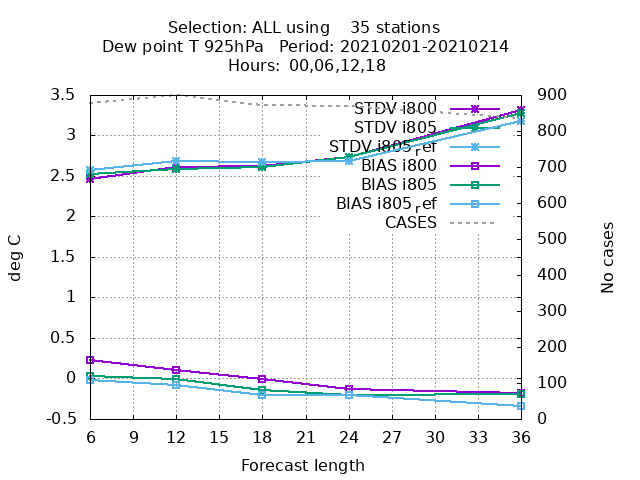 Selection: ALL using    35 stations
Dew point T 925hPa   Period: 20210201-20210214
Hours:  00,06,12,18
3.5
3
2.5
2
1.5
1
0.5
0
-0.5
deg C
900
800
700
600
500
400
300
200
100
0
No cases
STDV i800
STDV i805
STDV i805ref
BIAS i800
BIAS i805
BIAS i805ref
CASES
6 9 12 15 18 21 24 27 30 33 36
Forecast length